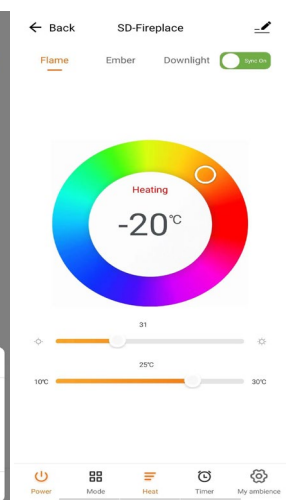 Back SD-Fireplace
Flame Ember Downlight Sync On
Heating
-20°C
31
25°C
10°C 30°C
Power Mode Heat Timer My ambience